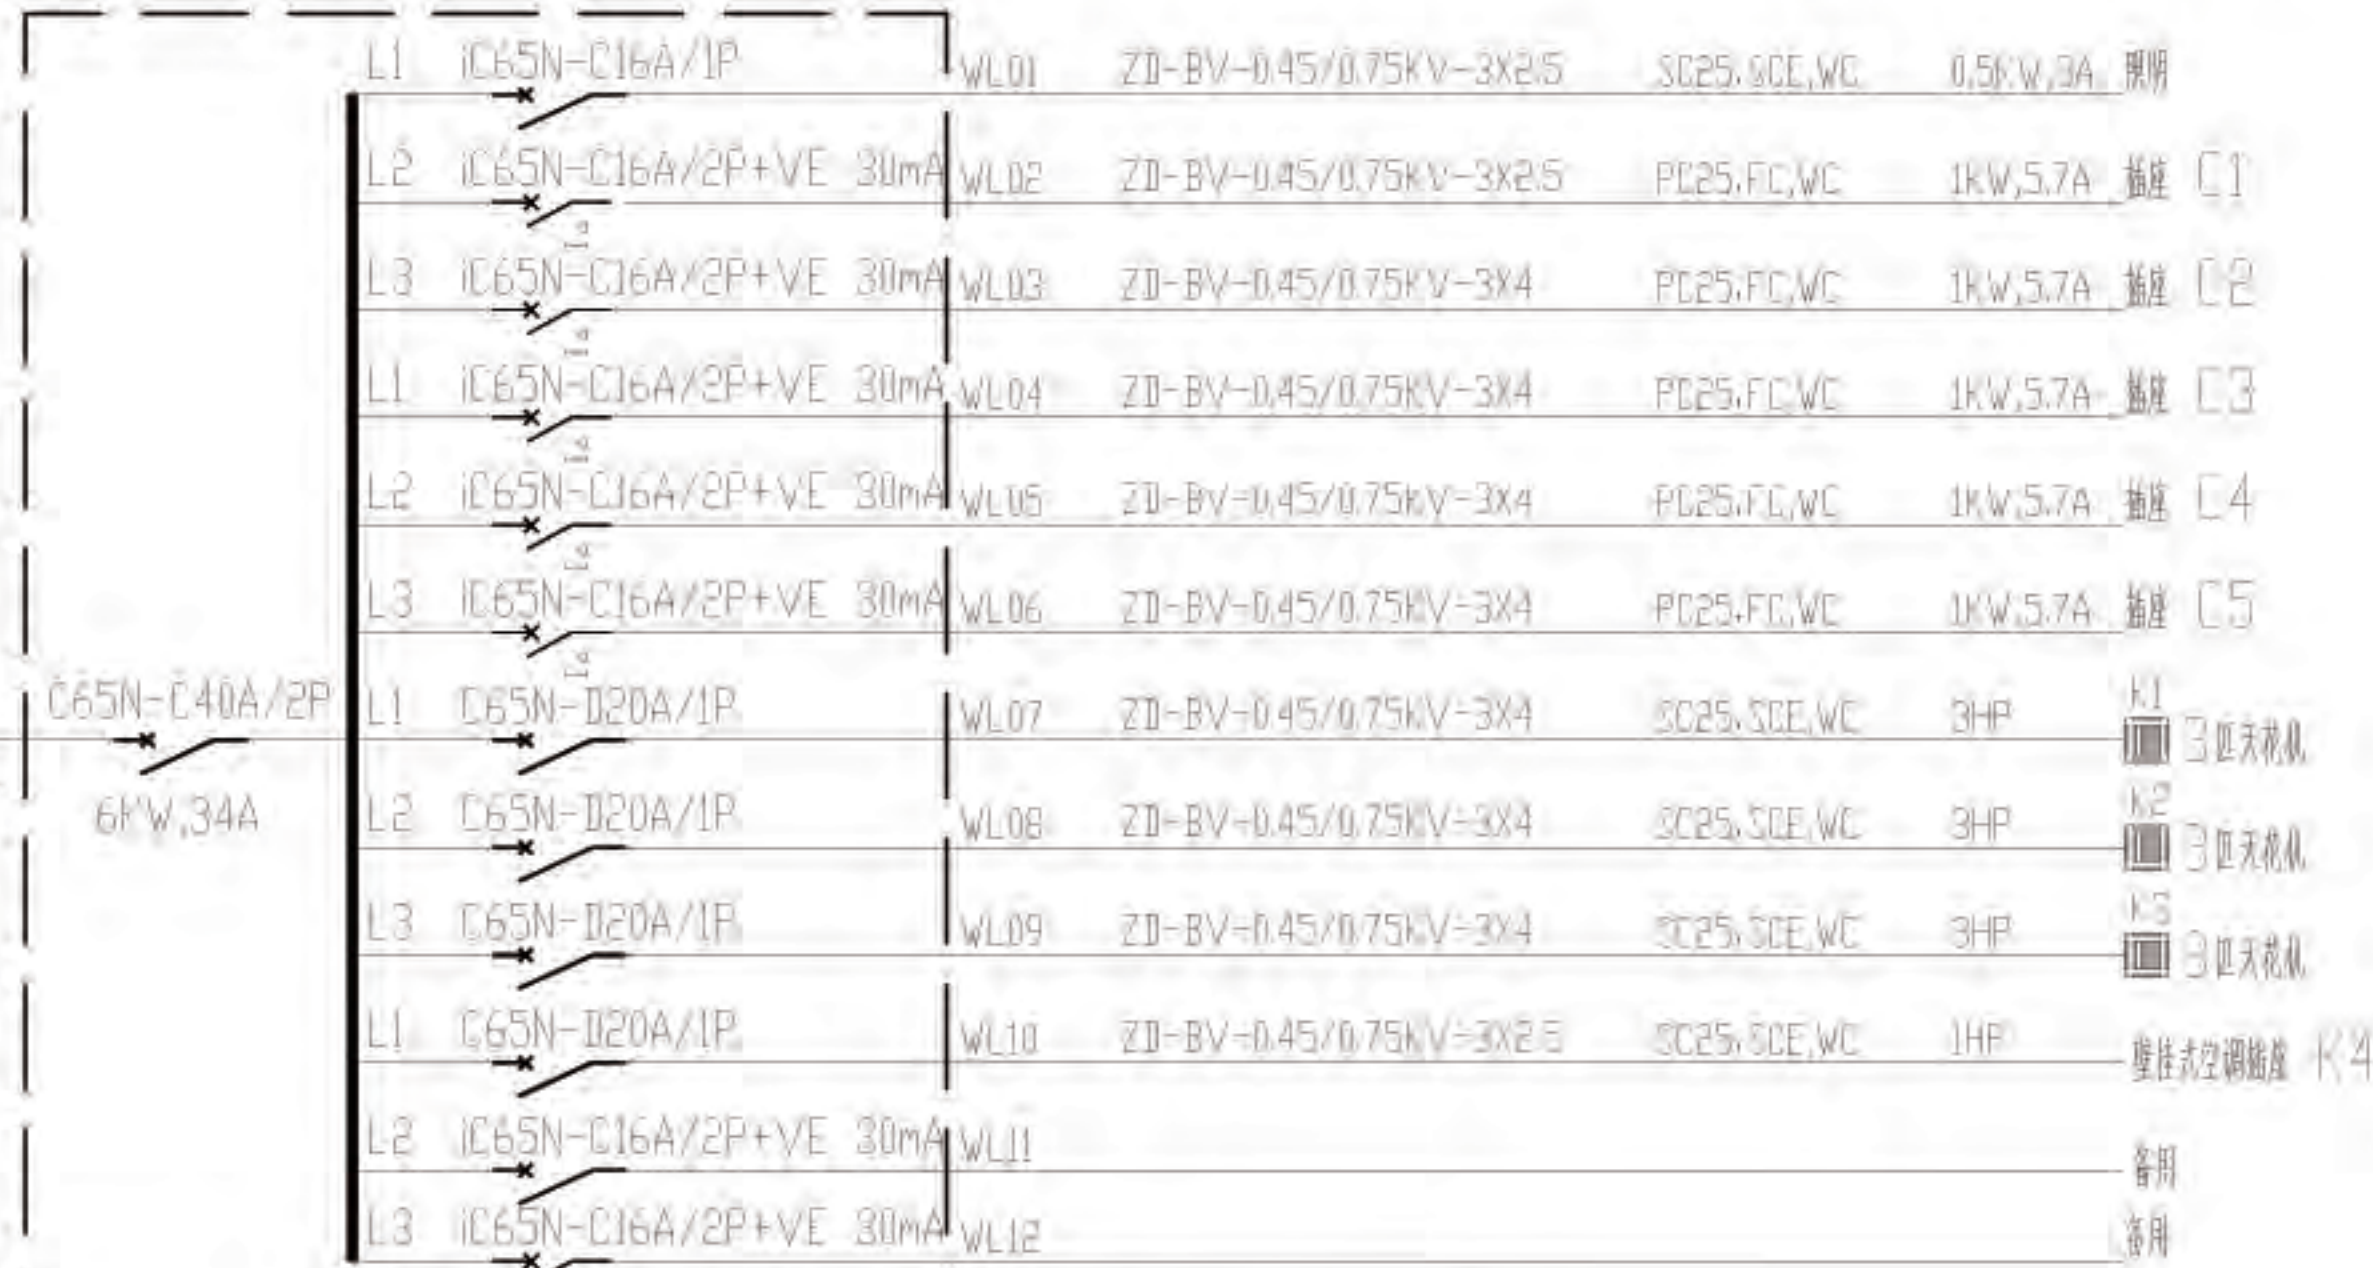 L1 iC65N-C16A/1P WL01 ZD-BV-0.45/0.75KV-3X2.5 SC25,SCE,WC 0.5KW,3A 照明
L2 iC65N-C16A/2P+VE 30mA WL02 ZD-BV-0.45/0.75KV-3X2.5 PC25,FC,WC 1KW,5.7A 插座 C1
L3 iC65N-C16A/2P+VE 30mA WL03 ZD-BV-0.45/0.75KV-3X4 PC25,FC,WC 1KW,5.7A 插座 C2
L1 iC65N-C16A/2P+VE 30mA WL04 ZD-BV-0.45/0.75KV-3X4 PC25,FC,WC 1KW,5.7A 插座 C3
L2 iC65N-C16A/2P+VE 30mA WL05 ZD-BV-0.45/0.75KV-3X4 PC25,FC,WC 1KW,5.7A 插座 C4
L3 iC65N-C16A/2P+VE 30mA WL06 ZD-BV-0.45/0.75KV-3X4 PC25,FC,WC 1KW,5.7A 插座 C5
C65N-C40A/2P
6KW,34A
L1 C65N-D20A/1P WL07 ZD-BV-0.45/0.75KV-3X4 SC25,SCE,WC 3HP K1
3匹天花机
L2 C65N-D20A/1P WL08 ZD-BV-0.45/0.75KV-3X4 SC25,SCE,WC 3HP K2
3匹天花机
L3 C65N-D20A/1P WL09 ZD-BV-0.45/0.75KV-3X4 SC25,SCE,WC 3HP K3
3匹天花机
L1 C65N-D20A/1P WL10 ZD-BV-0.45/0.75KV-3X2.5 SC25,SCE,WC 1HP 壁挂式空调插座 K4
L2 iC65N-C16A/2P+VE 30mA WL11 备用
L3 iC65N-C16A/2P+VE 30mA WL12 备用